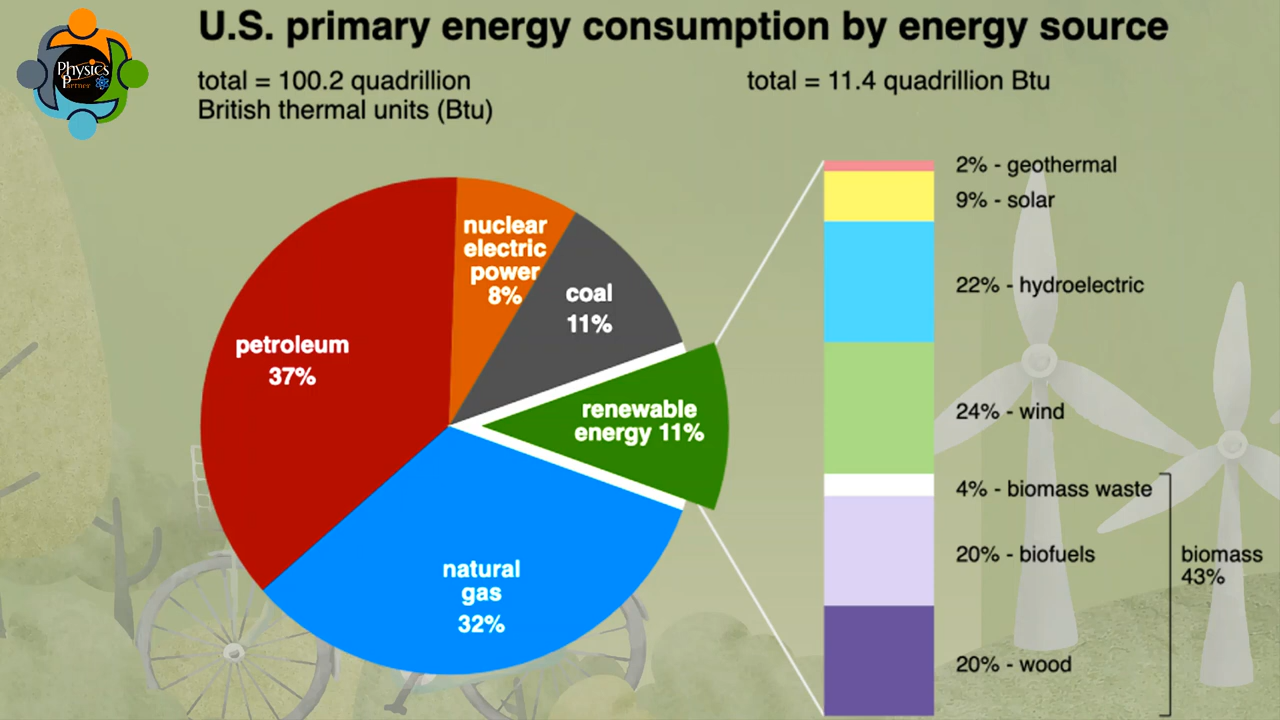 Physics
Partner
U.S. primary energy consumption by energy source
total = 100.2 quadrillion
British thermal units (Btu)
total = 11.4 quadrillion Btu
petroleum
37%
nuclear
electric
power
8%
coal
11%
renewable
energy 11%
natural
gas
32%
2% - geothermal
9% - solar
22% - hydroelectric
24% - wind
4% - biomass waste
20% - biofuels
20% - wood
biomass
43%